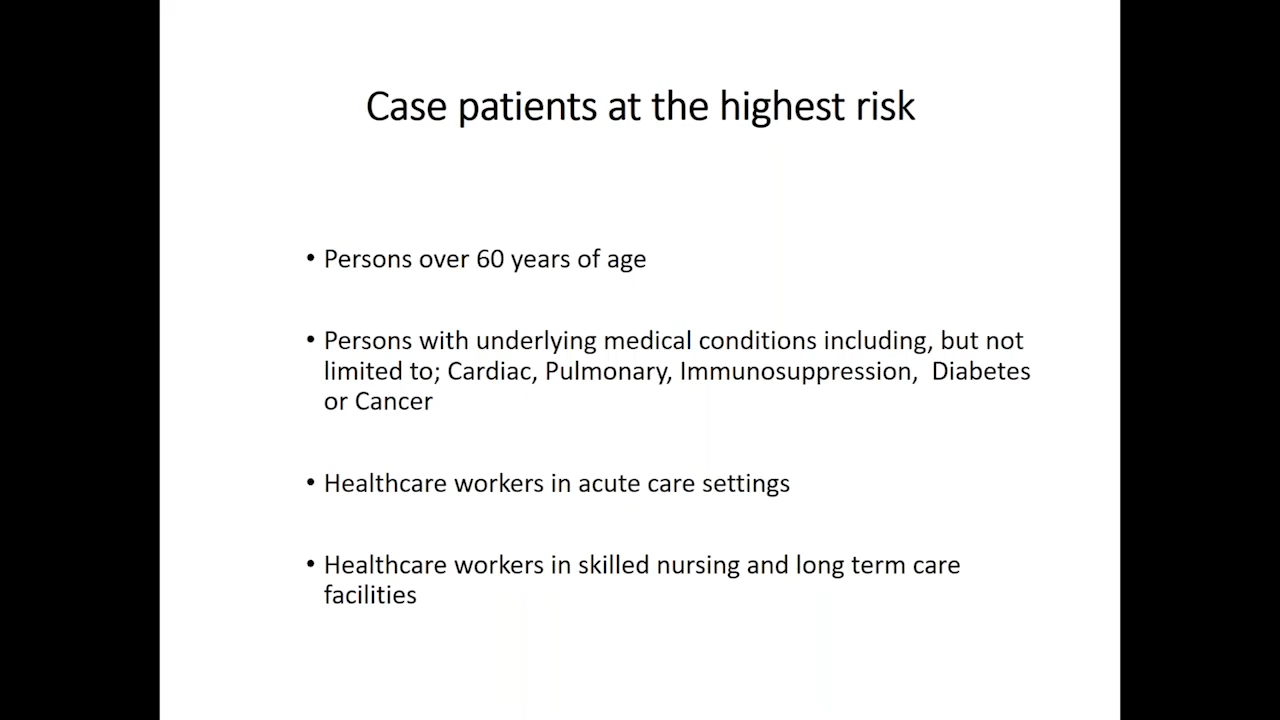 Case patients at the highest risk
• Persons over 60 years of age
• Persons with underlying medical conditions including, but not
limited to; Cardiac, Pulmonary, Immunosuppression,  Diabetes
or Cancer
• Healthcare workers in acute care settings
• Healthcare workers in skilled nursing and long term care
facilities